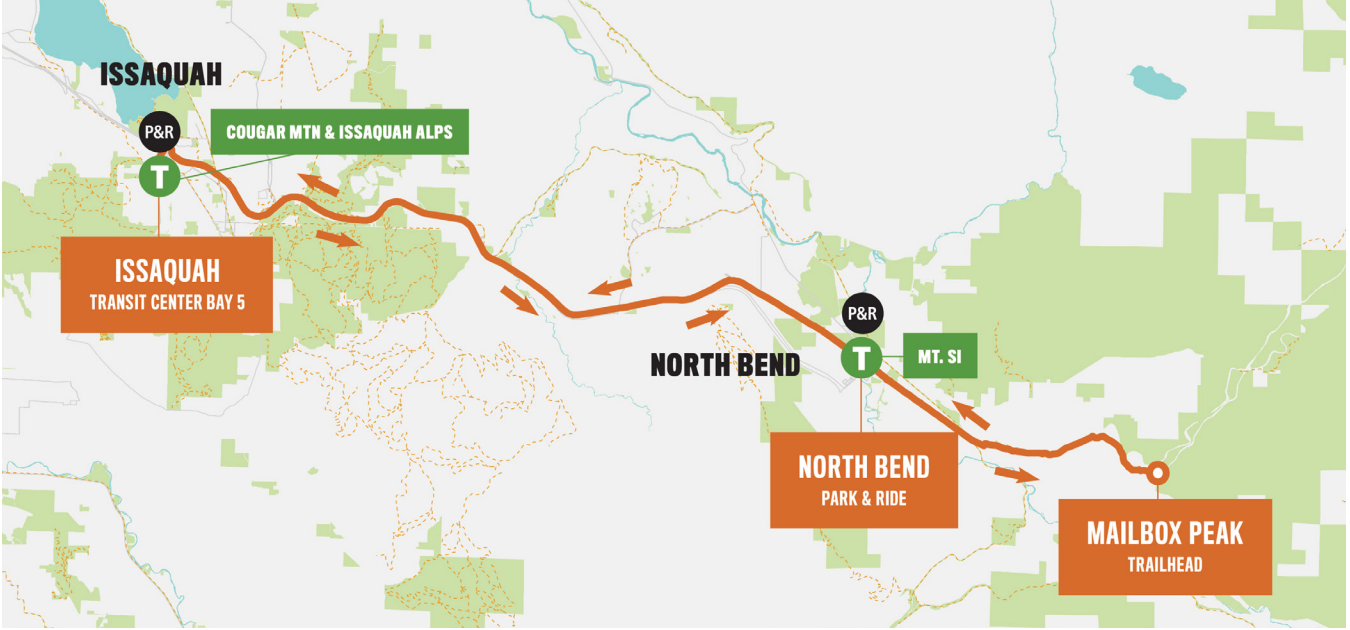 ISSAQUAH
P&R
COUGAR MTN & ISSAQUAH ALPS
T
ISSAQUAH
TRANSIT CENTER BAY 5
P&R
NORTH BEND
T
MT. SI
NORTH BEND
PARK & RIDE
MAILBOX PEAK
TRAILHEAD